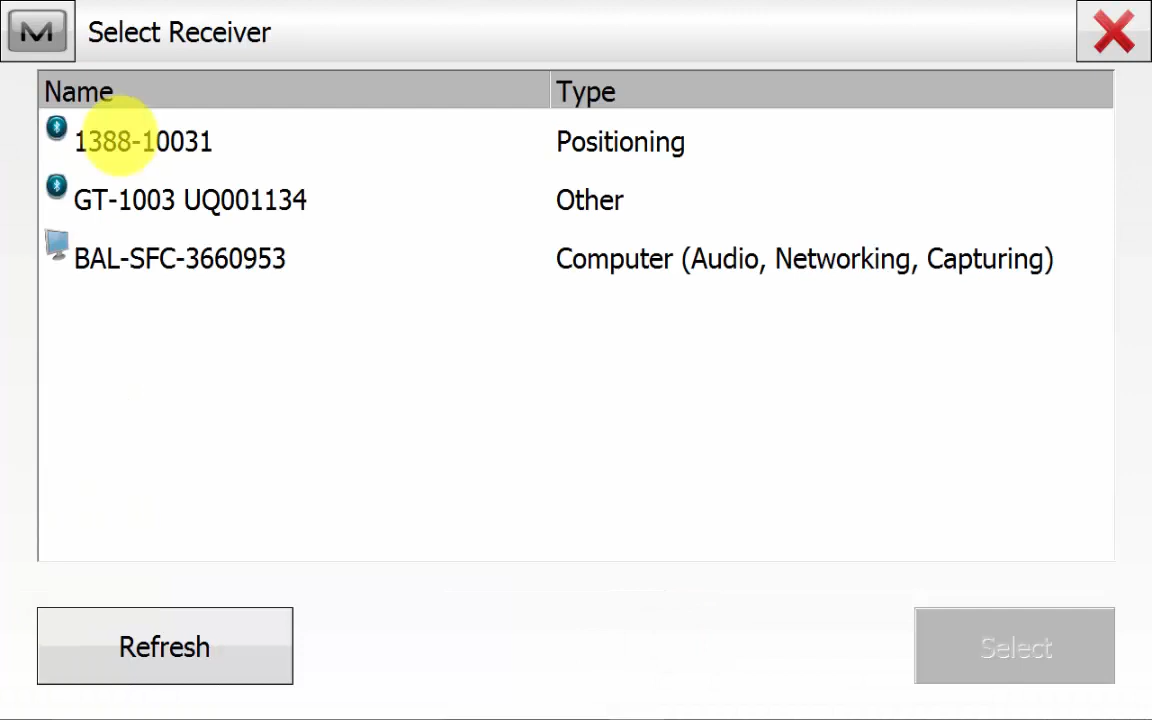 Select Receiver
Name Type
1388-10031 Positioning
GT-1003 UQ001134 Other
BAL-SFC-3660953 Computer (Audio, Networking, Capturing)
Refresh Select